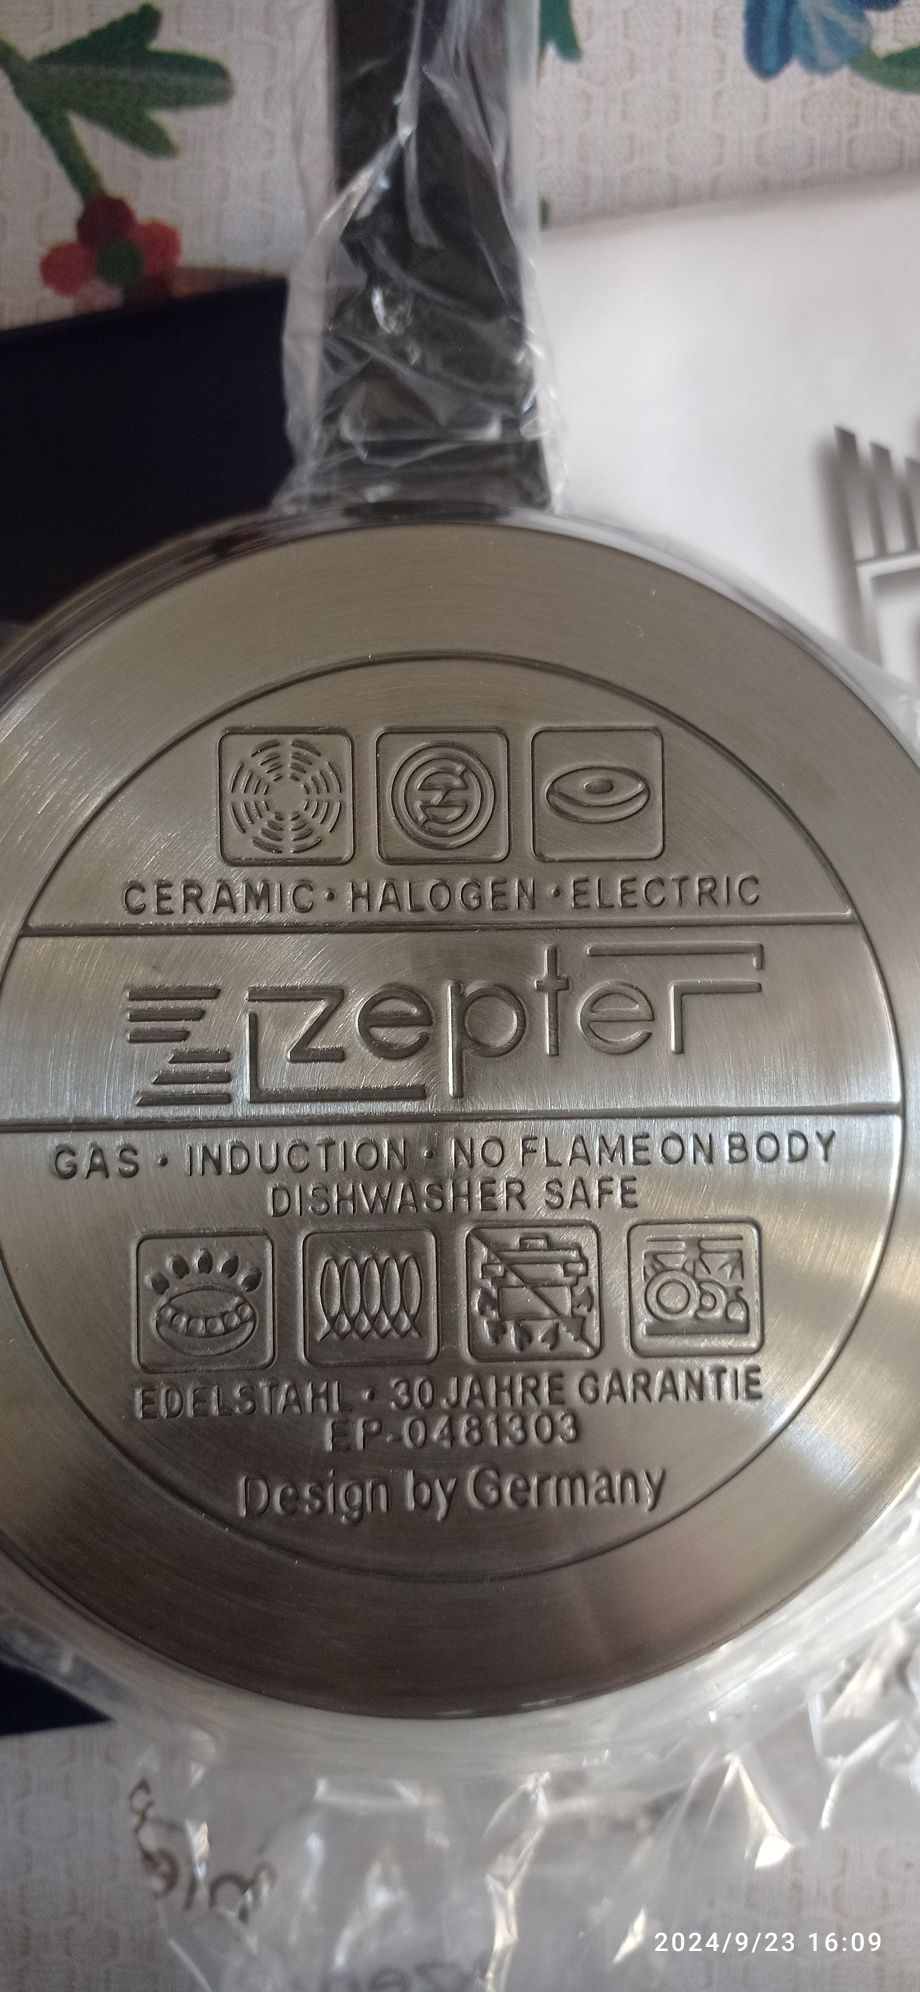 CERAMIC · HALOGEN · ELECTRIC
zepter
GAS · INDUCTION · NO FLAME ON BODY
DISHWASHER SAFE
EDELSTAHL · 30 JAHRE GARANTIE
EP-0481303
Design by Germany
2024/9/23 16:09